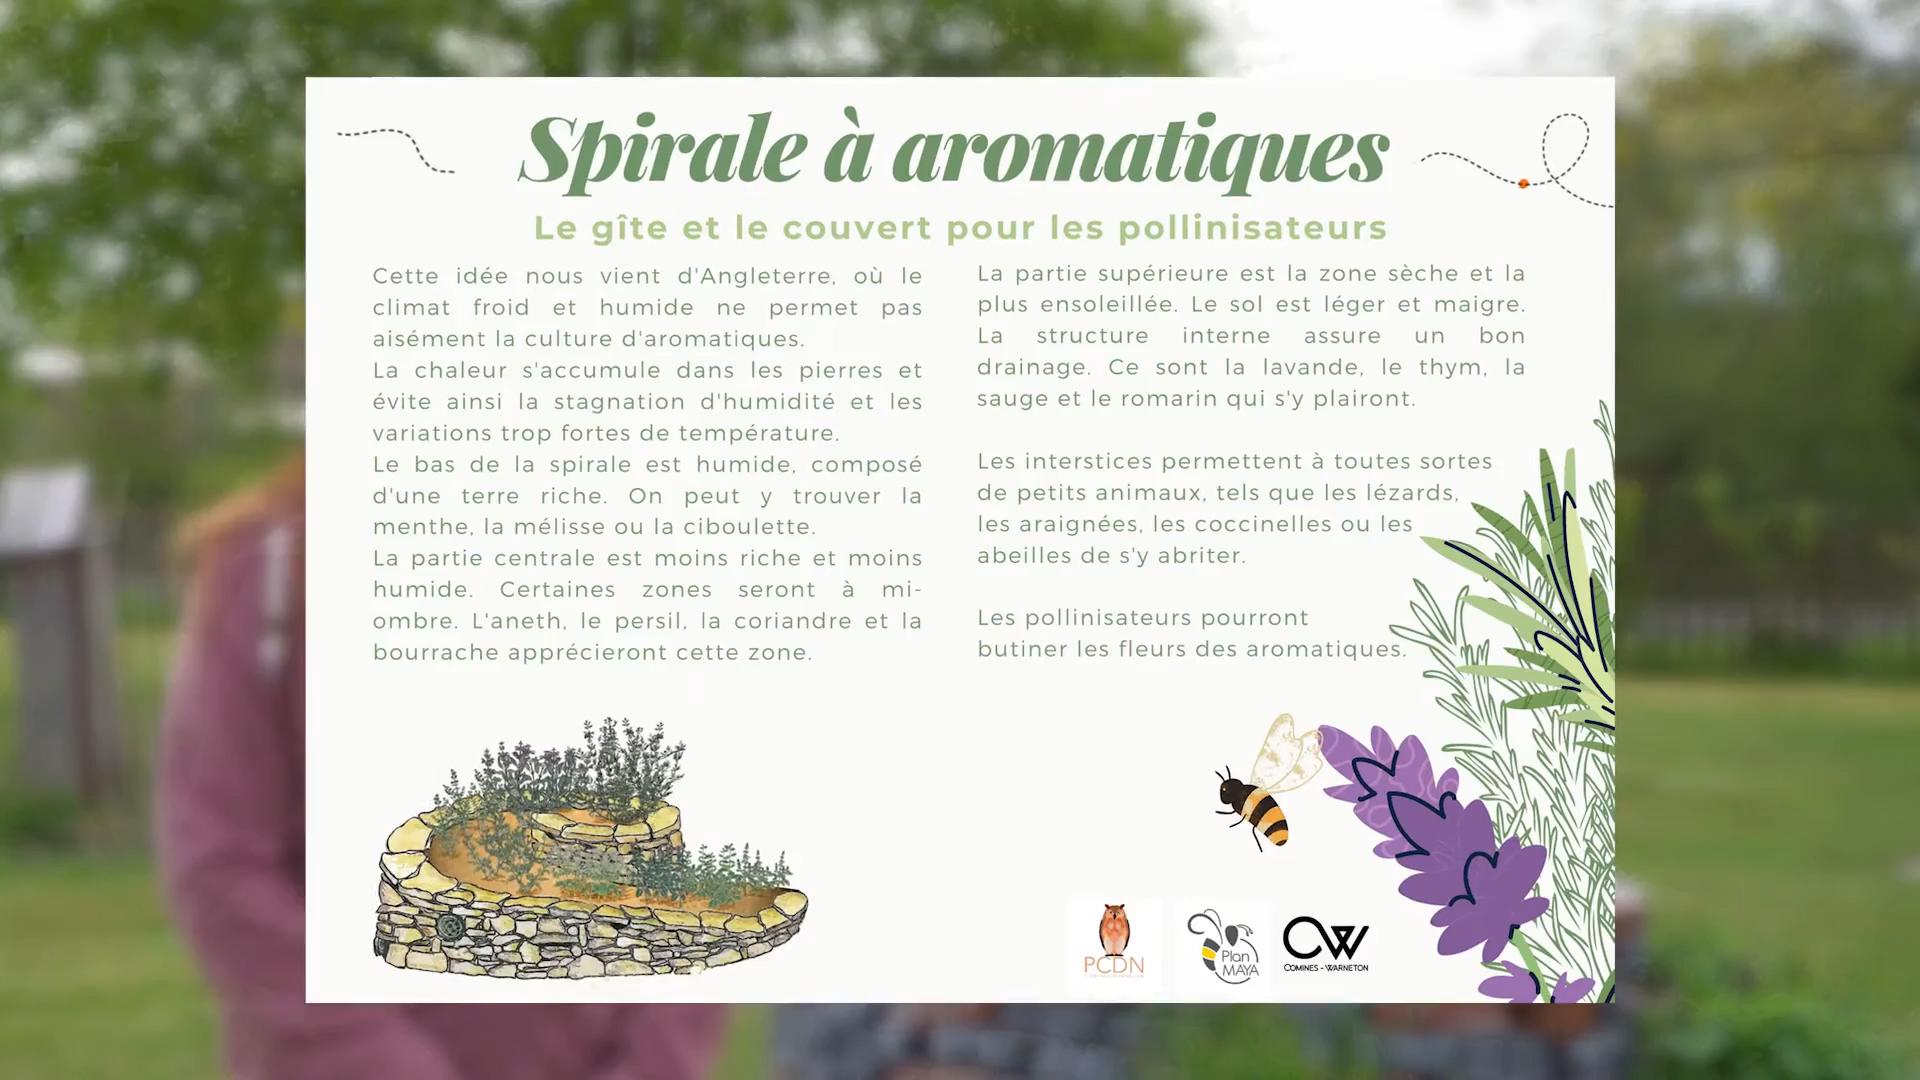 Spirale à aromatiques
Le gîte et le couvert pour les pollinisateurs
Cette idée nous vient d'Angleterre, où le
climat froid et humide ne permet pas
aisément la culture d'aromatiques.
La chaleur s'accumule dans les pierres et
évite ainsi la stagnation d'humidité et les
variations trop fortes de température.
Le bas de la spirale est humide, composé
d'une terre riche. On peut y trouver la
menthe, la mélisse ou la ciboulette.
La partie centrale est moins riche et moins
humide. Certaines zones seront à mi-
ombre. L'aneth, le persil, la coriandre et la
bourrache apprécieront cette zone.
La partie supérieure est la zone sèche et la
plus ensoleillée. Le sol est léger et maigre.
La structure interne assure un bon
drainage. Ce sont la lavande, le thym, la
sauge et le romarin qui s'y plairont.
Les interstices permettent à toutes sortes
de petits animaux, tels que les lézards,
les araignées, les coccinelles ou les
abeilles de s'y abriter.
Les pollinisateurs pourront
butiner les fleurs des aromatiques.
PCDN
Plan
MAYA
CW
COMINES - WARNETON